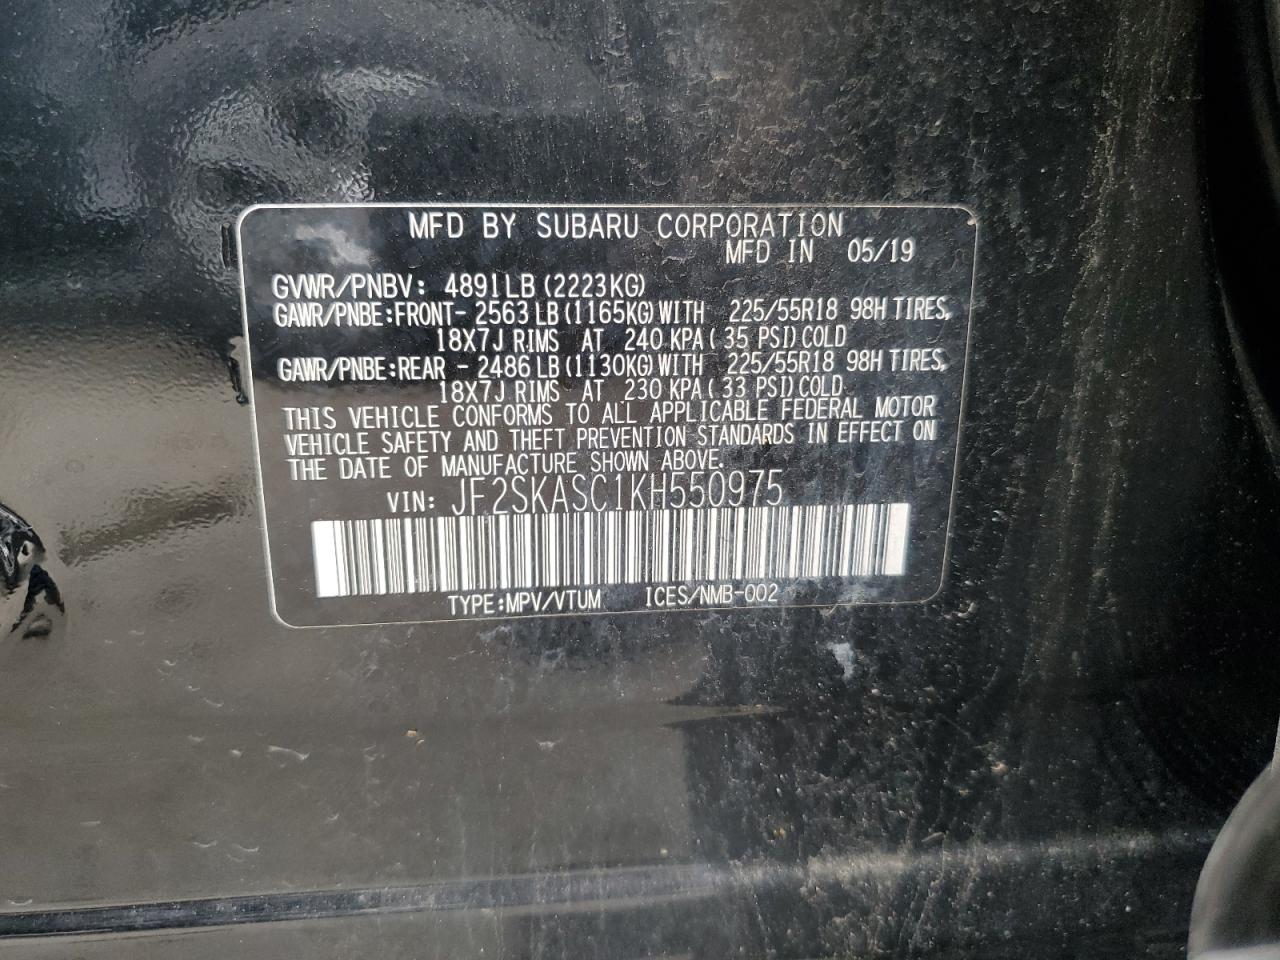 MFD BY SUBARU CORPORATION
MFD IN 05/19
GVWR/PNBV: 4891LB (2223KG)
GAWR/PNBE:FRONT- 2563 LB (1165KG) WITH 225/55R18 98H TIRES,
18X7J RIMS AT 240 KPA ( 35 PSI) COLD
GAWR/PNBE:REAR - 2486 LB (1130KG) WITH 225/55R18 98H TIRES,
18X7J RIMS AT 230 KPA ( 33 PSI) COLD
THIS VEHICLE CONFORMS TO ALL APPLICABLE FEDERAL MOTOR
VEHICLE SAFETY AND THEFT PREVENTION STANDARDS IN EFFECT ON
THE DATE OF MANUFACTURE SHOWN ABOVE.
VIN: JF2SKASC1KH550975
TYPE:MPV/VTUM ICES/NMB-002